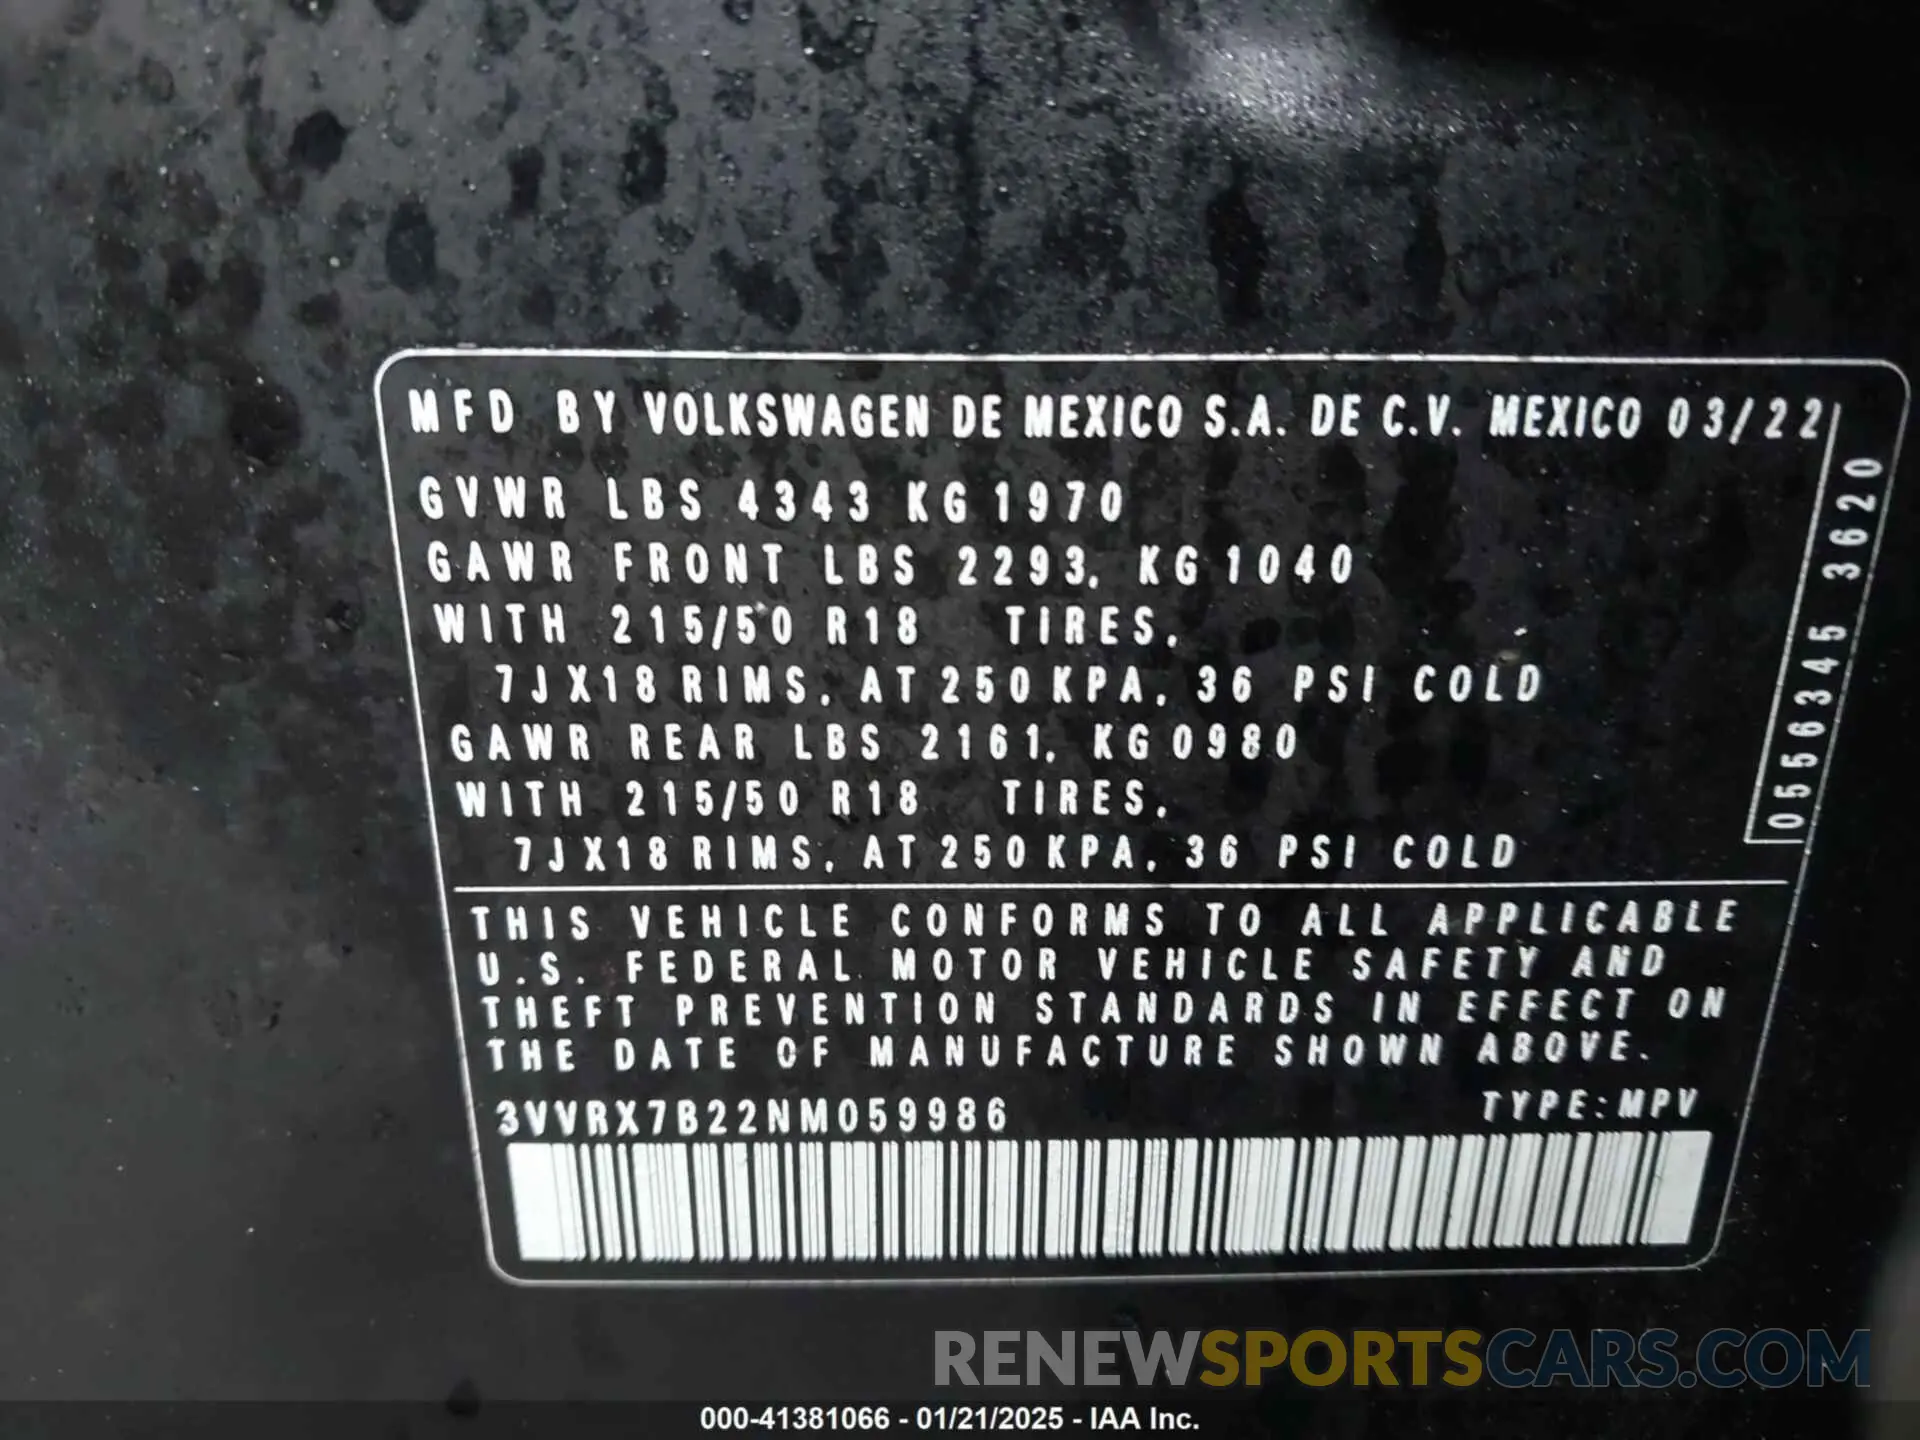 MFD BY VOLKSWAGEN DE MEXICO S.A. DE C.V. MEXICO 03/22
GVWR LBS 4343 KG 1970
GAWR FRONT LBS 2293, KG 1040
WITH 215/50 R18 TIRES,
7JX18 RIMS, AT 250 KPA, 36 PSI COLD
GAWR REAR LBS 2161, KG 0980
WITH 215/50 R18 TIRES,
7JX18 RIMS, AT 250 KPA, 36 PSI COLD
0556345 3620
THIS VEHICLE CONFORMS TO ALL APPLICABLE
U.S. FEDERAL MOTOR VEHICLE SAFETY AND
THEFT PREVENTION STANDARDS IN EFFECT ON
THE DATE OF MANUFACTURE SHOWN ABOVE.
3VVRX7B22NM059986 TYPE:MPV
RENEWSPORTSCARS.COM
000-41381066 - 01/21/2025 - IAA Inc.